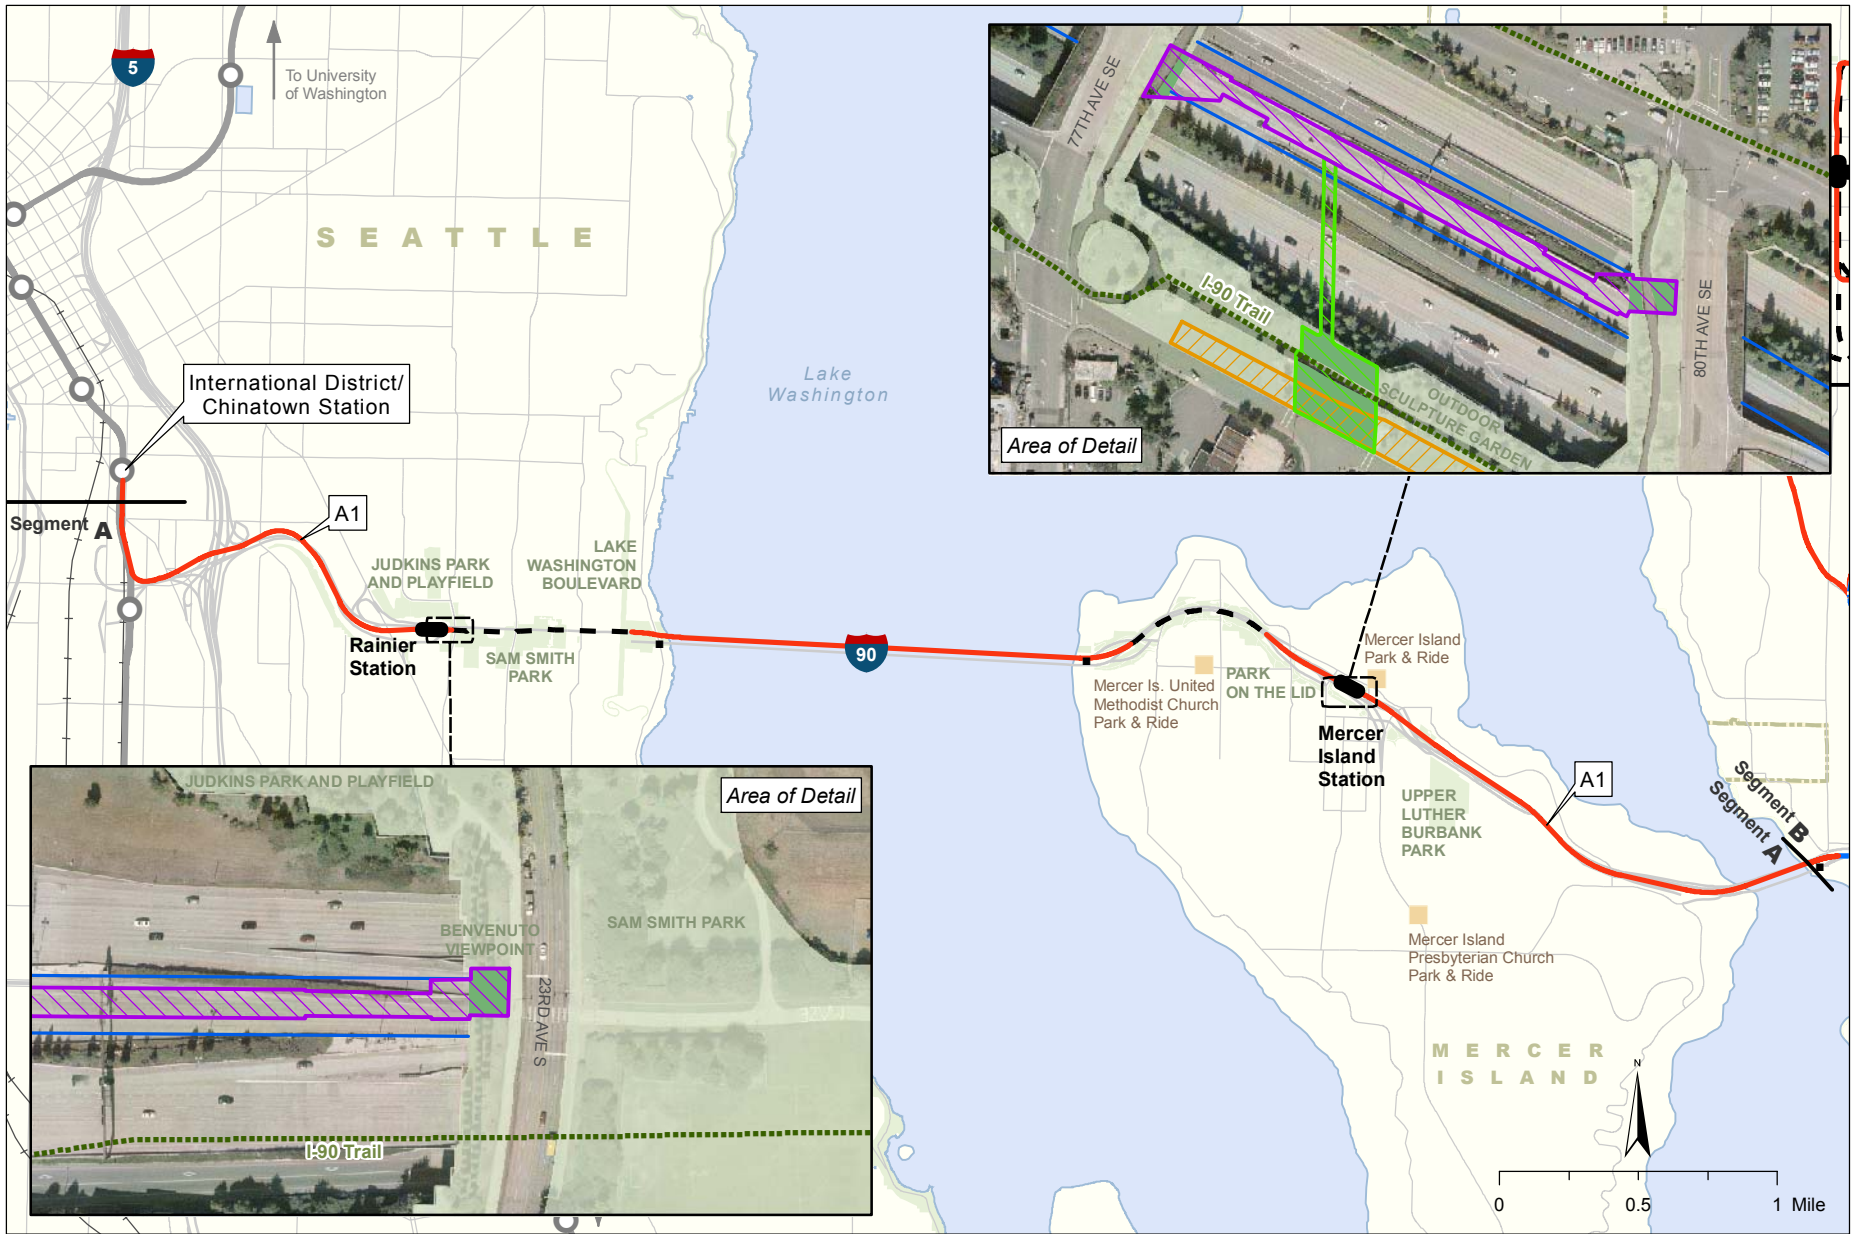 5
To University
of Washington
SEATTLE
Lake
Washington
International District/
Chinatown Station
Segment A
A1
JUDKINS PARK
AND PLAYFIELD
LAKE
WASHINGTON
BOULEVARD
Rainier
Station
SAM SMITH
PARK
90
Mercer Is. United
Methodist Church
Park & Ride
PARK
ON THE LID
Mercer Island
Park & Ride
Mercer
Island
Station
UPPER
LUTHER
BURBANK
PARK
A1
Segment B
Segment A
Mercer Island
Presbyterian Church
Park & Ride
MERCER
ISLAND
N
0 0.5 1 Mile
77TH AVE SE
I-90 Trail
80TH AVE SE
OUTDOOR
SCULPTURE GARDEN
Area of Detail
JUDKINS PARK AND PLAYFIELD
Area of Detail
BENVENUTO
VIEWPOINT
SAM SMITH PARK
23RD AVE S
I-90 Trail